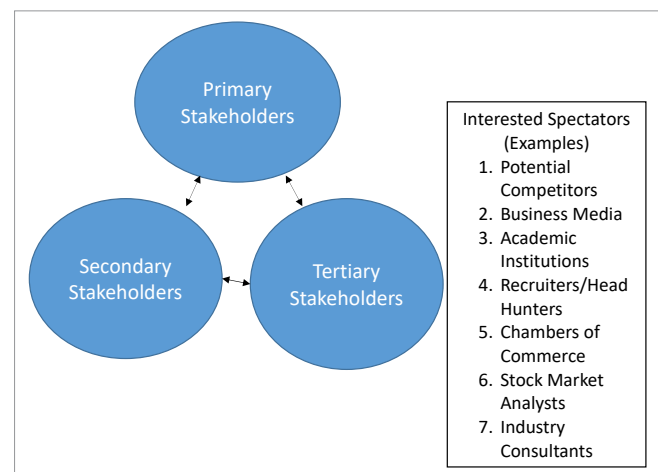 Primary
Stakeholders
Secondary
Stakeholders
Tertiary
Stakeholders
Interested Spectators
(Examples)
1. Potential
Competitors
2. Business Media
3. Academic
Institutions
4. Recruiters/Head
Hunters
5. Chambers of
Commerce
6. Stock Market
Analysts
7. Industry
Consultants